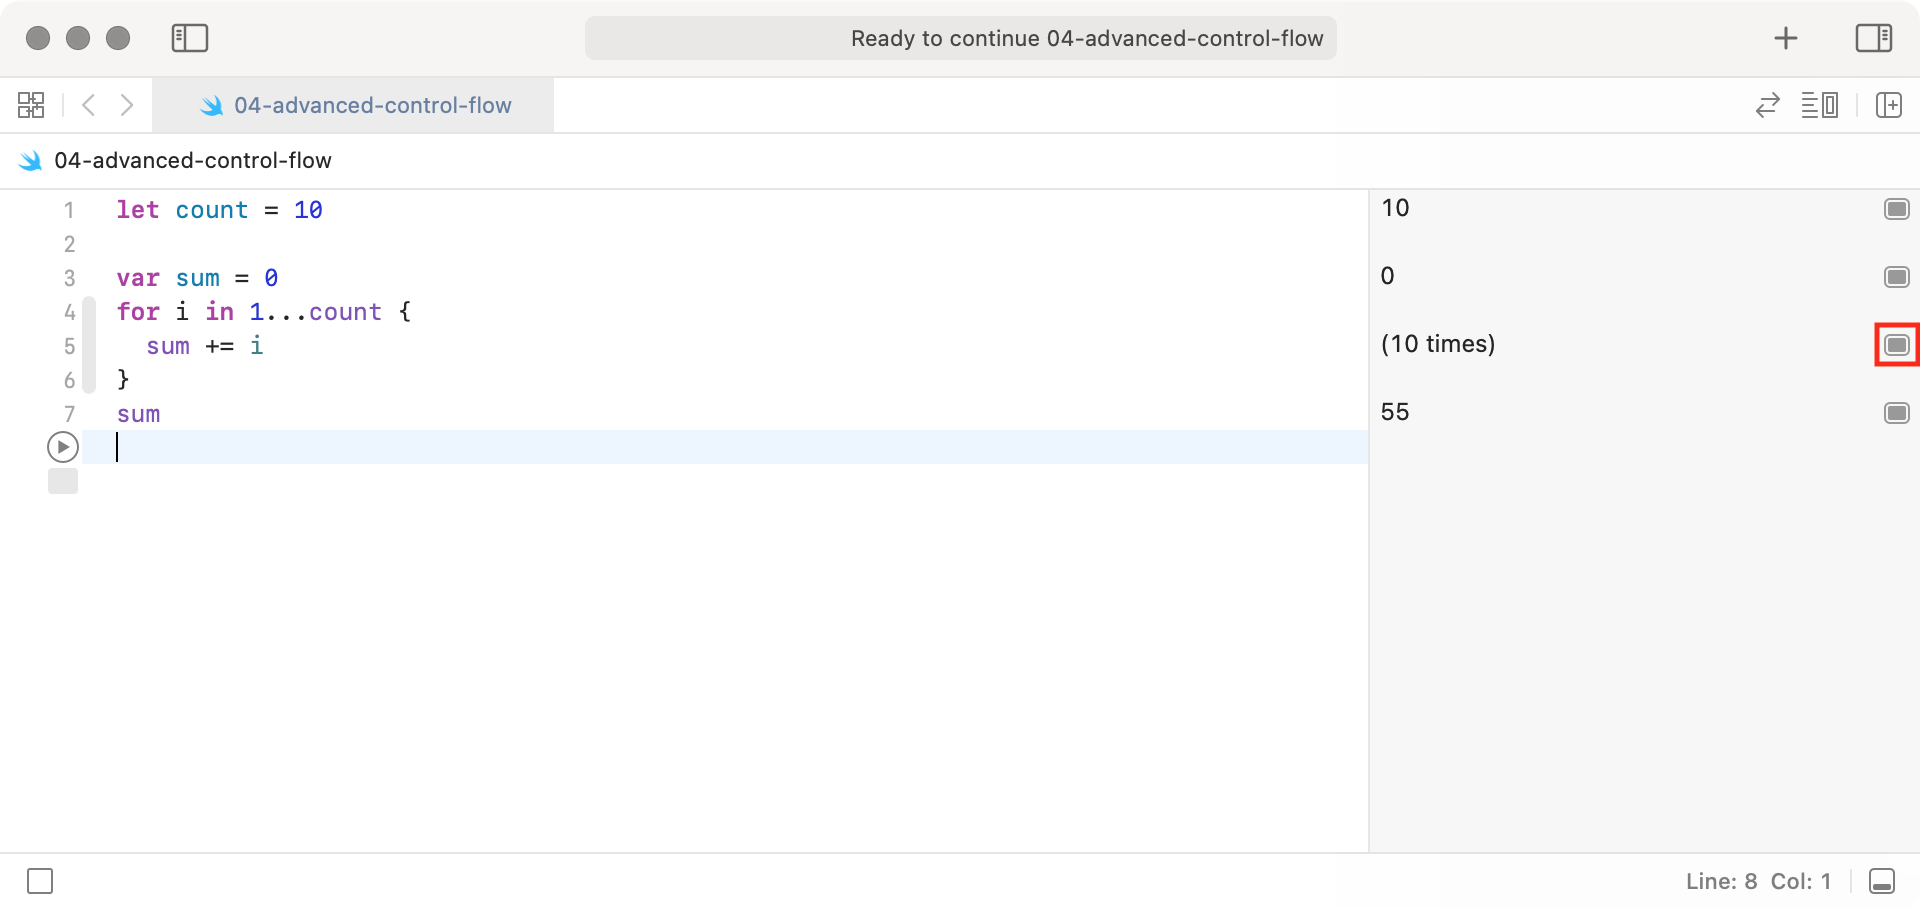 Ready to continue 04-advanced-control-flow
04-advanced-control-flow
04-advanced-control-flow
1 let count = 10 10
2
3 var sum = 0 0
4 for i in 1...count {
5 sum += i (10 times)
6 }
7 sum 55
Line: 8 Col: 1